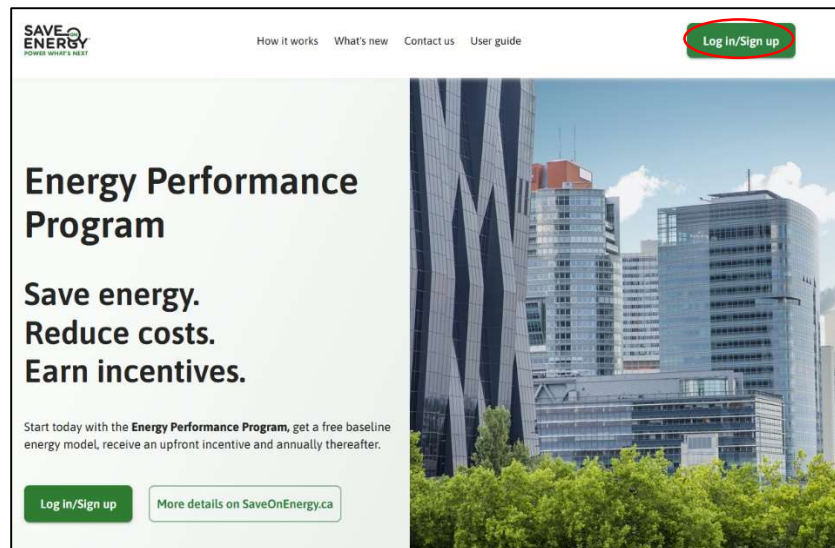 SAVE ON
ENERGY
POWER WHAT'S NEXT
How it works What's new Contact us User guide
Log in/Sign up
Energy Performance
Program
Save energy.
Reduce costs.
Earn incentives.
Start today with the Energy Performance Program, get a free baseline
energy model, receive an upfront incentive and annually thereafter.
Log in/Sign up More details on SaveOnEnergy.ca